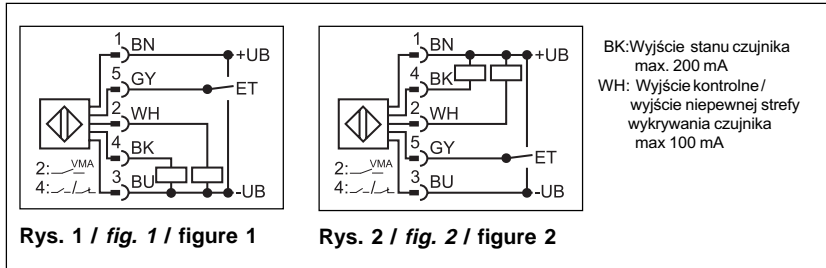 1 BN
+UB
5 GY
ET
2 WH
4 BK
3 BU
-UB
2: VMA
4:
Rys. 1 / fig. 1 / figure 1
1 BN
+UB
4 BK
2 WH
5 GY
ET
3 BU
-UB
2: VMA
4:
Rys. 2 / fig. 2 / figure 2
BK:Wyjście stanu czujnika
max. 200 mA
WH: Wyjście kontrolne/
wyjście niepewnej strefy
wykrywania czujnika
max 100 mA